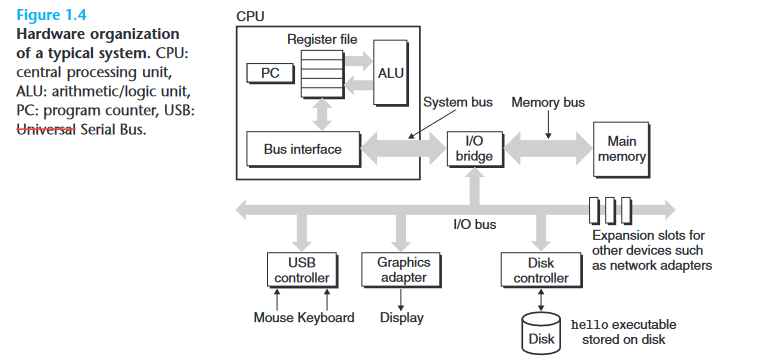 Figure 1.4
Hardware organization
of a typical system. CPU:
central processing unit,
ALU: arithmetic/logic unit,
PC: program counter, USB:
Universal Serial Bus.
CPU
Register file
PC
ALU
System bus
Memory bus
Bus interface
I/O
bridge
Main
memory
I/O bus
Expansion slots for
other devices such
as network adapters
USB
controller
Graphics
adapter
Disk
controller
Mouse Keyboard
Display
Disk
hello executable
stored on disk